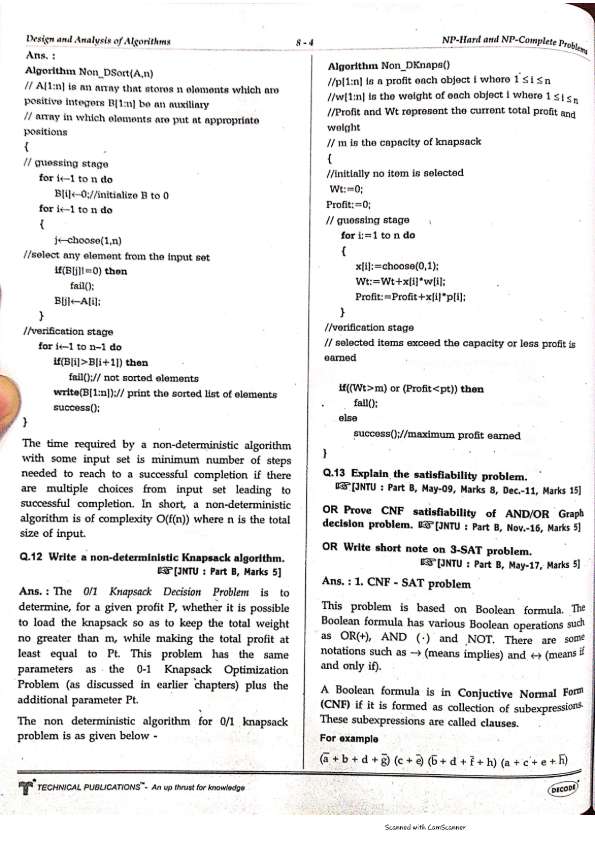 Design and Analysis of Algorithms
8 - 4
NP-Hard and NP-Complete Problems
Ans. :
Algorithm Non_DSort(A,n)
// A[1:n] is an array that stores n elements which are
positive integers B[1:n] be an auxiliary
// array in which elements are put at appropriate
positions
{
// guessing stage
for i←1 to n do
B[i]←0;//initialize B to 0
for i←1 to n do
{
j←choose(1,n)
//select any element from the input set
if(B[j]!=0) then
fail();
B[j]←A[i];
}
//verification stage
for i←1 to n–1 do
if(B[i]>B[i+1]) then
fail();// not sorted elements
write(B[1:n]);// print the sorted list of elements
success();
}
The time required by a non-deterministic algorithm
with some input set is minimum number of steps
needed to reach to a successful completion if there
are multiple choices from input set leading to
successful completion. In short, a non-deterministic
algorithm is of complexity O(f(n)) where n is the total
size of input.
Q.12 Write a non-deterministic Knapsack algorithm.
☞[JNTU : Part B, Marks 5]
Ans. : The 0/1 Knapsack Decision Problem is to
determine, for a given profit P, whether it is possible
to load the knapsack so as to keep the total weight
no greater than m, while making the total profit at
least equal to Pt. This problem has the same
parameters as the 0-1 Knapsack Optimization
Problem (as discussed in earlier chapters) plus the
additional parameter Pt.
The non deterministic algorithm for 0/1 knapsack
problem is as given below -
Algorithm Non_DKnaps()
//p[1:n] is a profit each object i where 1 ≤ i ≤ n
//w[1:n] is the weight of each object i where 1 ≤ i ≤ n
//Profit and Wt represent the current total profit and
weight
// m is the capacity of knapsack
{
//initially no item is selected
Wt:=0;
Profit:=0;
// guessing stage
for i:=1 to n do
{
x[i]:=choose(0,1);
Wt:=Wt+x[i]*w[i];
Profit:=Profit+x[i]*p[i];
}
//verification stage
// selected items exceed the capacity or less profit is
earned
if((Wt>m) or (Profit<pt)) then
fail();
else
success();//maximum profit earned
}
Q.13 Explain the satisfiability problem.
☞[JNTU : Part B, May-09, Marks 8, Dec.-11, Marks 15]
OR Prove CNF satisfiability of AND/OR Graph
decision problem. ☞[JNTU : Part B, Nov.-16, Marks 5]
OR Write short note on 3-SAT problem.
☞[JNTU : Part B, May-17, Marks 5]
Ans. : 1. CNF - SAT problem
This problem is based on Boolean formula. The
Boolean formula has various Boolean operations such
as OR(+), AND (·) and NOT. There are some
notations such as → (means implies) and ↔ (means if
and only if).
A Boolean formula is in Conjuctive Normal Form
(CNF) if it is formed as collection of subexpressions.
These subexpressions are called clauses.
For example
(a̅ + b + d + g̅) (c + e̅) (b̅ + d + f̅ + h) (a + c + e + h̅)
TECHNICAL PUBLICATIONS™- An up thrust for knowledge
DECODE
Scanned with CamScanner